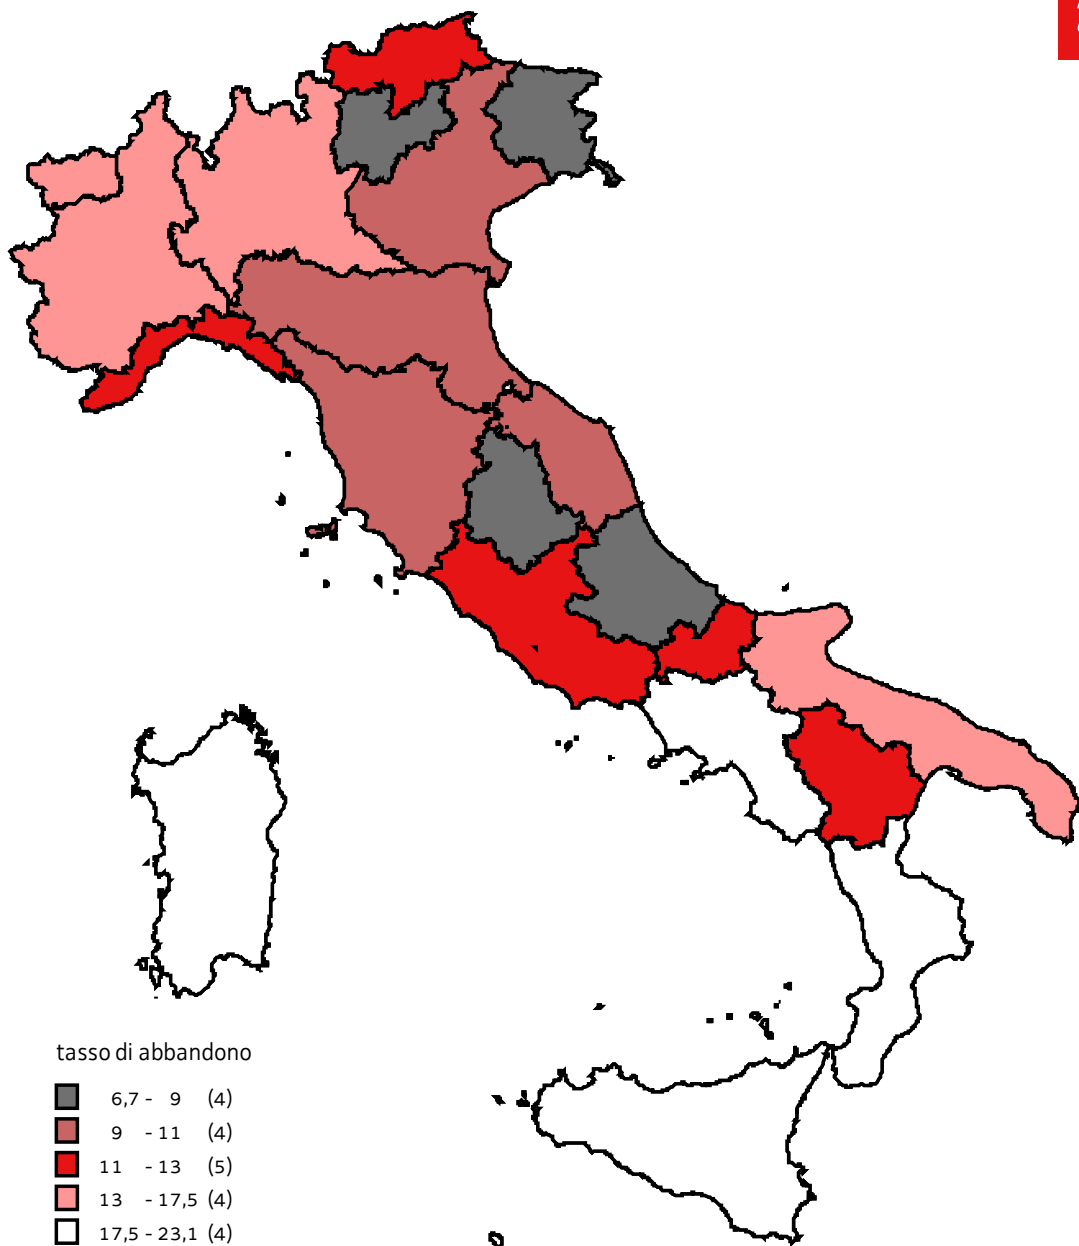 tasso di abbandono
6,7 - 9 (4)
9 - 11 (4)
11 - 13 (5)
13 - 17,5 (4)
17,5 - 23,1 (4)